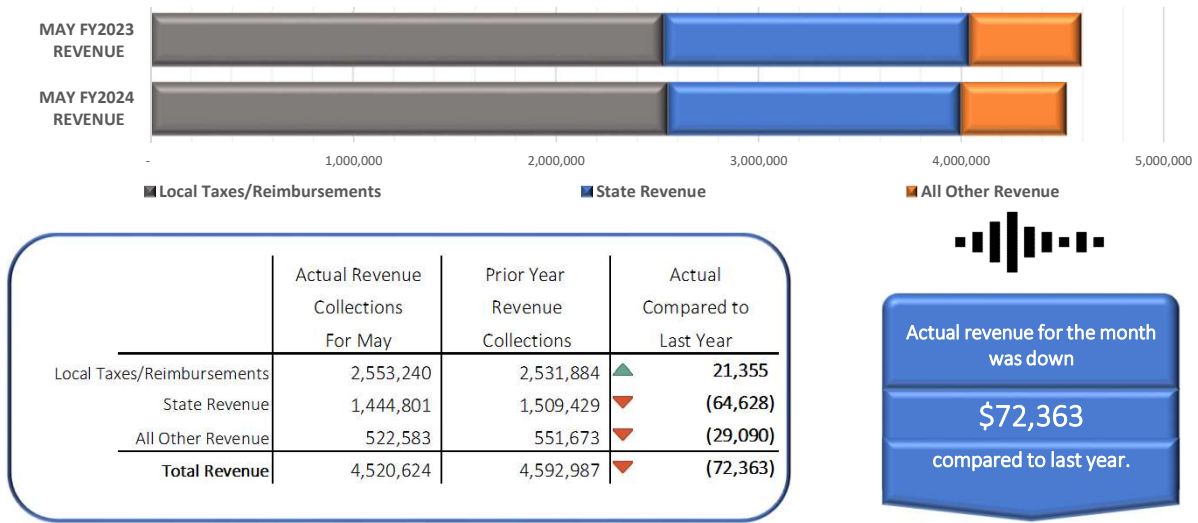 MAY FY2023
REVENUE
MAY FY2024
REVENUE
- 1,000,000 2,000,000 3,000,000 4,000,000 5,000,000
Local Taxes/Reimbursements State Revenue All Other Revenue
Actual Revenue Prior Year Actual
Collections Revenue Compared to
For May Collections Last Year
Local Taxes/Reimbursements 2,553,240 2,531,884 21,355
State Revenue 1,444,801 1,509,429 (64,628)
All Other Revenue 522,583 551,673 (29,090)
Total Revenue 4,520,624 4,592,987 (72,363)
Actual revenue for the month
was down
$72,363
compared to last year.